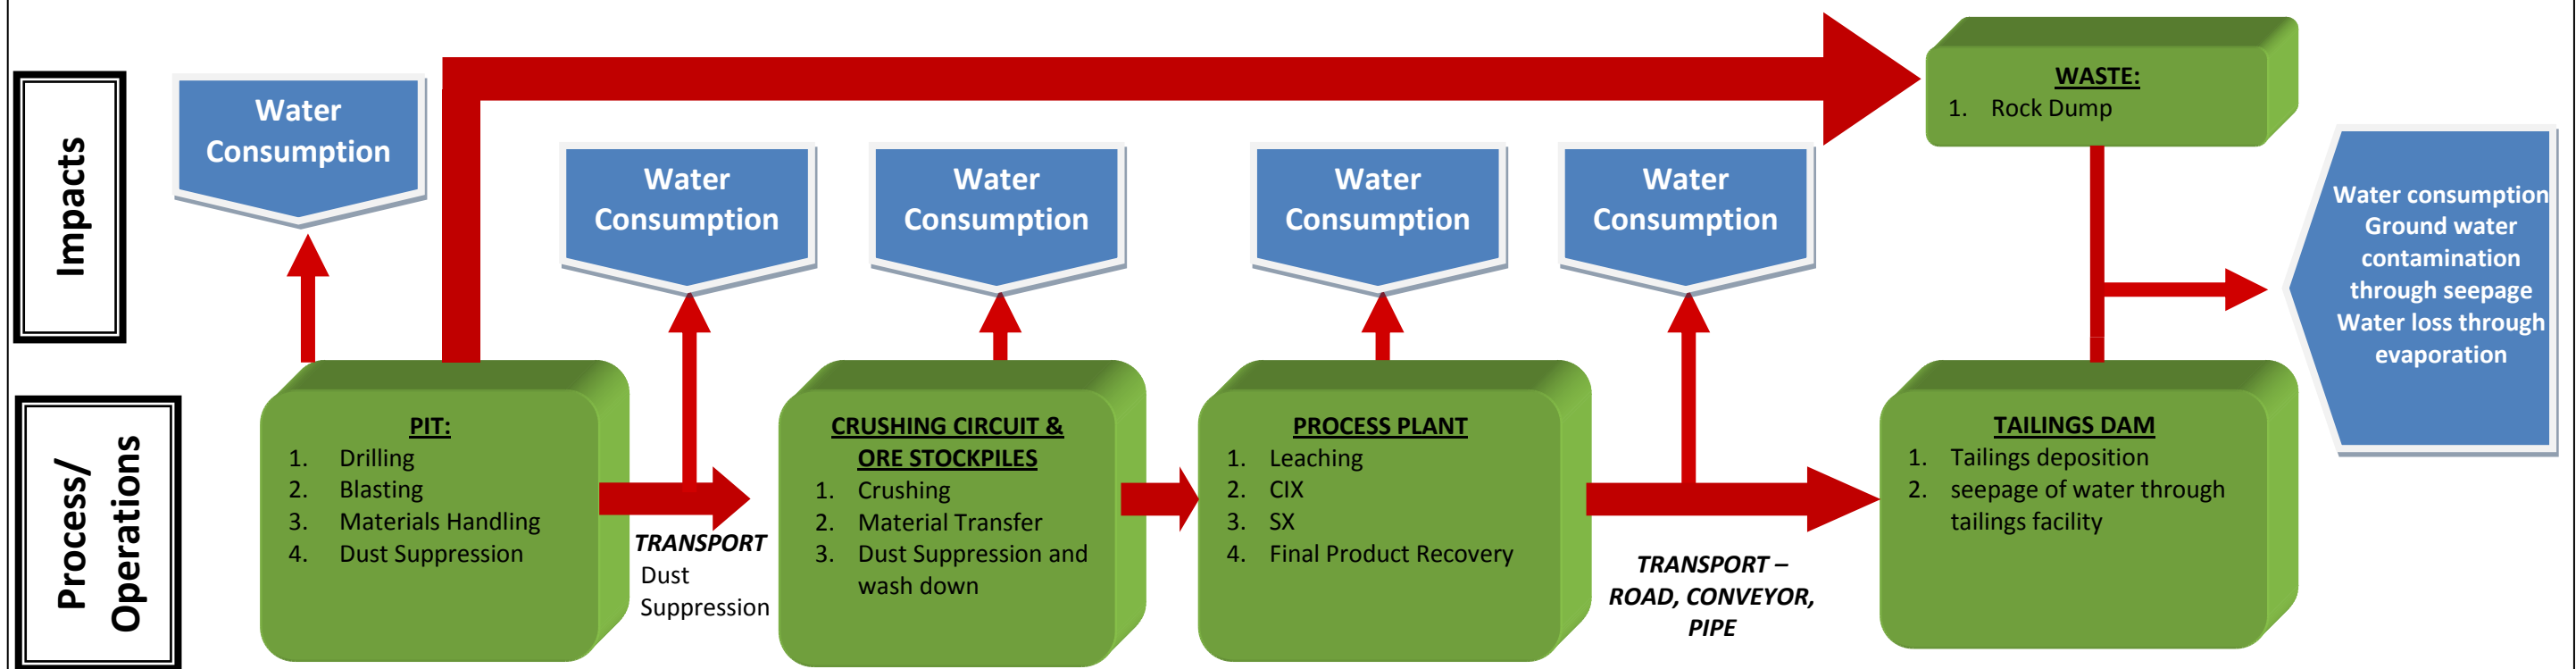 Impacts
Water
Consumption
Water
Consumption
Water
Consumption
Water
Consumption
Water
Consumption
WASTE:
1. Rock Dump
Water consumption
Ground water
contamination
through seepage
Water loss through
evaporation
Process/
Operations
PIT:
1. Drilling
2. Blasting
3. Materials Handling
4. Dust Suppression
TRANSPORT
Dust
Suppression
CRUSHING CIRCUIT &
ORE STOCKPILES
1. Crushing
2. Material Transfer
3. Dust Suppression and
wash down
PROCESS PLANT
1. Leaching
2. CIX
3. SX
4. Final Product Recovery
TRANSPORT –
ROAD, CONVEYOR,
PIPE
TAILINGS DAM
1. Tailings deposition
2. seepage of water through
tailings facility